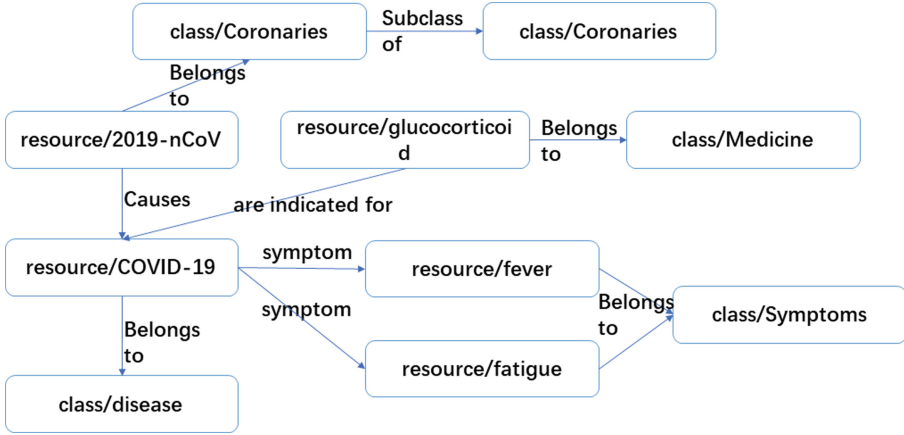 class/Coronaries
Subclass
of
class/Coronaries
Belongs
to
resource/2019-nCoV
resource/glucocorticoi
d
Belongs
to
class/Medicine
Causes
are indicated for
resource/COVID-19
symptom
resource/fever
symptom
Belongs
to
class/Symptoms
Belongs
to
resource/fatigue
class/disease